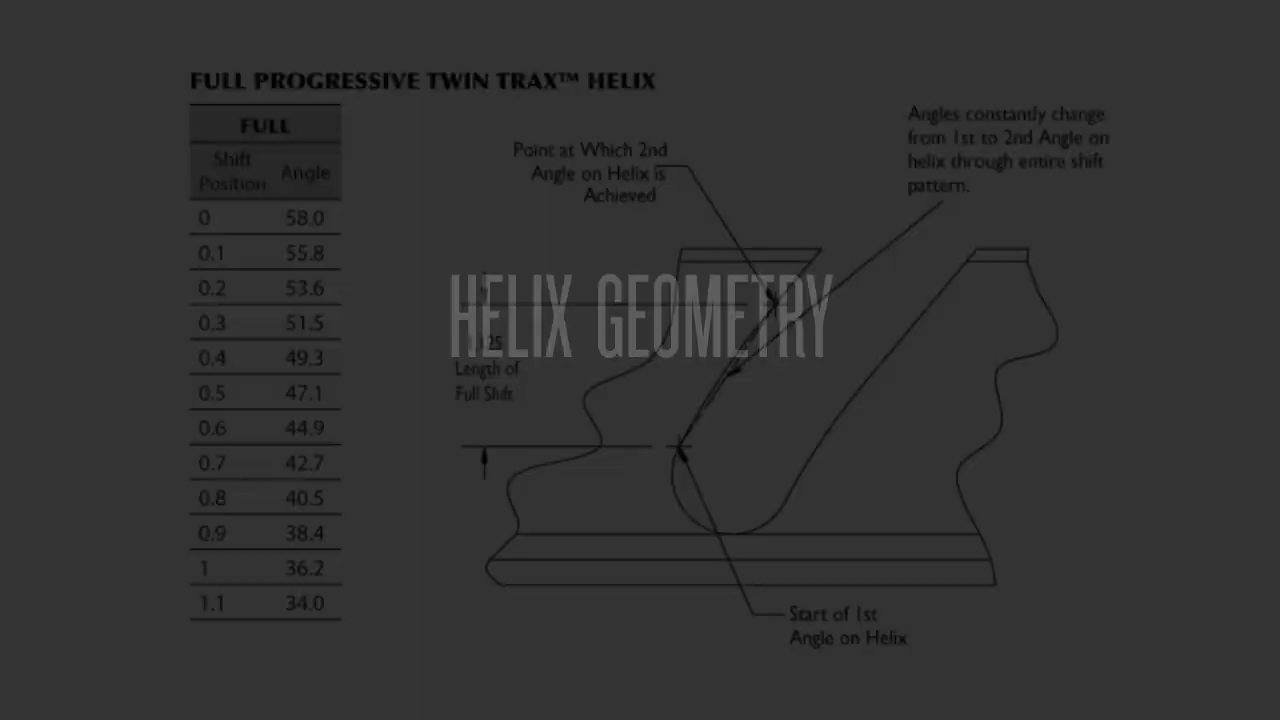 FULL PROGRESSIVE TWIN TRAX™ HELIX
FULL
Shift Position Angle
0 58.0
0.1 55.8
0.2 53.6
0.3 51.5
0.4 49.3
0.5 47.1
0.6 44.9
0.7 42.7
0.8 40.5
0.9 38.4
1 36.2
1.1 34.0
Point at Which 2nd
Angle on Helix is
Achieved
Angles constantly change
from 1st to 2nd Angle on
helix through entire shift
pattern.
HELIX GEOMETRY
Length of
Full Shift
Start of 1st
Angle on Helix